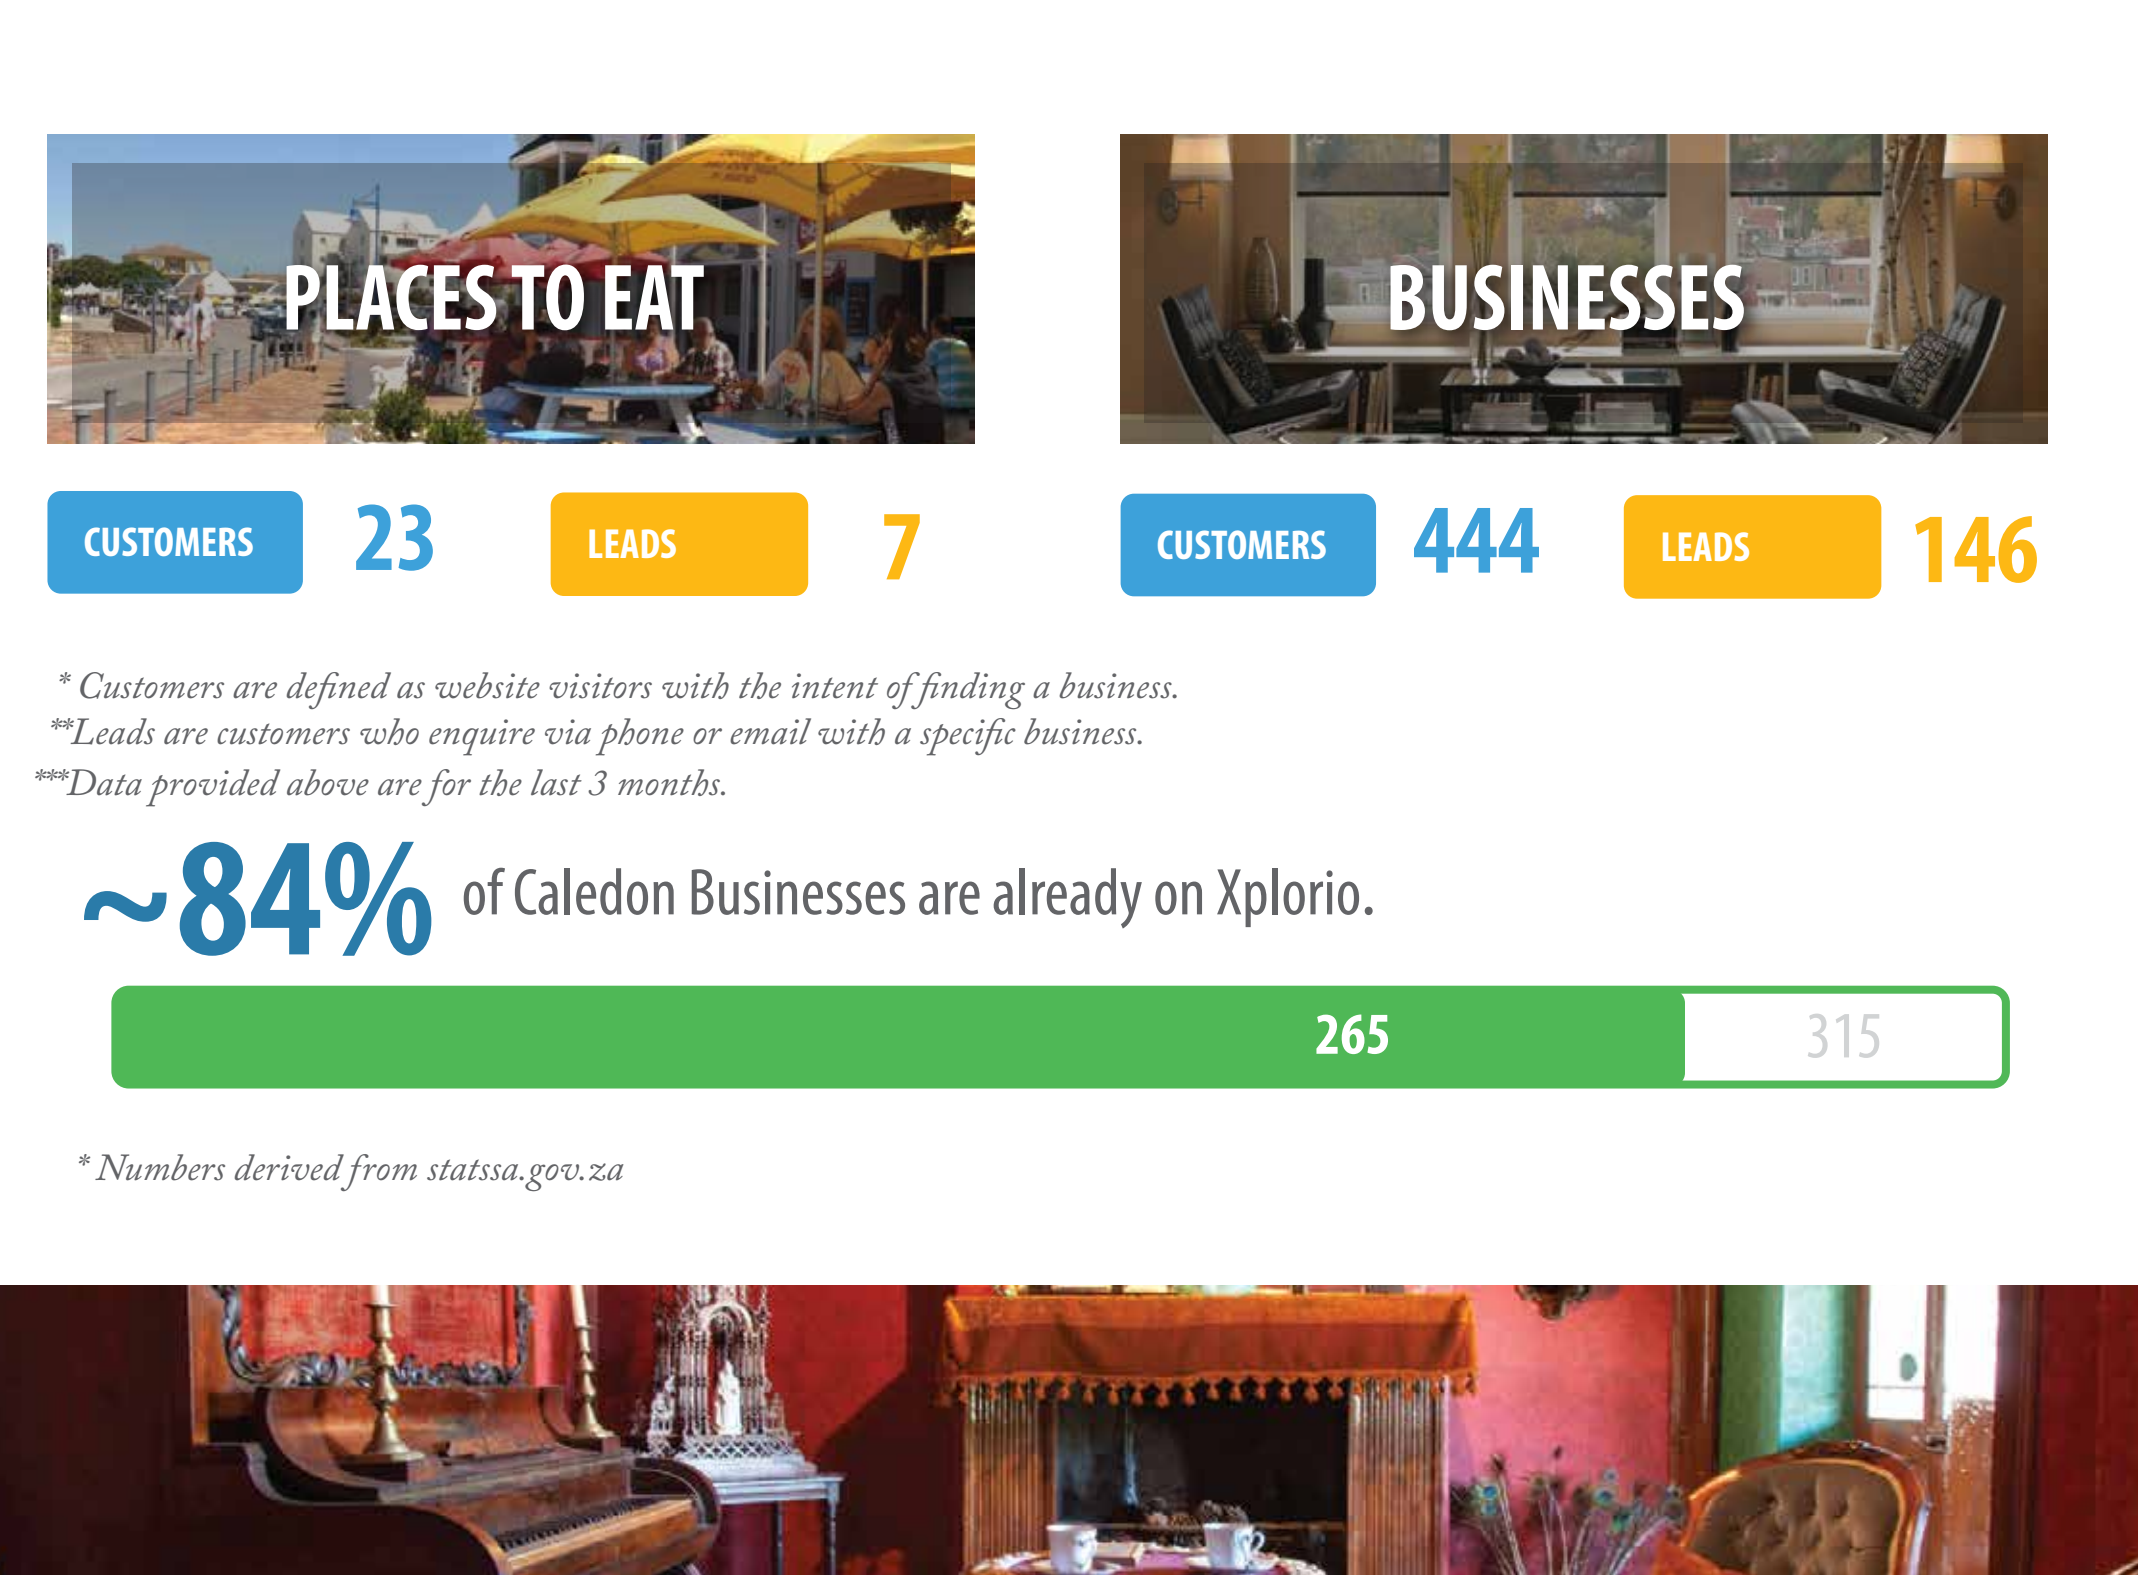 PLACES TO EAT
CUSTOMERS 23 LEADS 7
BUSINESSES
CUSTOMERS 444 LEADS 146
* Customers are defined as website visitors with the intent of finding a business.
**Leads are customers who enquire via phone or email with a specific business.
***Data provided above are for the last 3 months.
~84% of Caledon Businesses are already on Xplorio.
265 315
* Numbers derived from statssa.gov.za